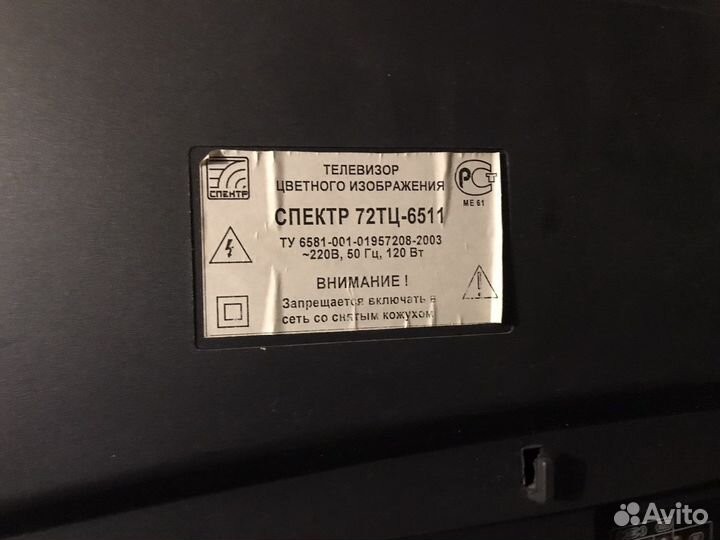 СПЕКТР
ТЕЛЕВИЗОР
ЦВЕТНОГО ИЗОБРАЖЕНИЯ
РСТ
МЕ 61
СПЕКТР 72ТЦ-6511
ТУ 6581-001-01957208-2003
~220В, 50 Гц, 120 Вт
ВНИМАНИЕ !
Запрещается включать в
сеть со снятым кожухом
Avito